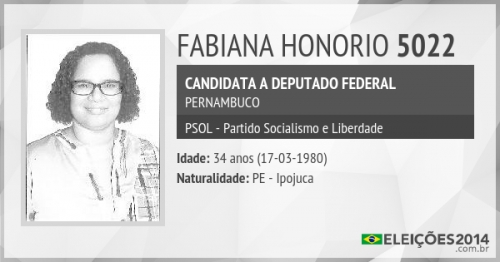 FABIANA HONORIO 5022
CANDIDATA A DEPUTADO FEDERAL
PERNAMBUCO
PSOL - Partido Socialismo e Liberdade
Idade: 34 anos (17-03-1980)
Naturalidade: PE - Ipojuca
ELEIÇÕES2014
.com.br